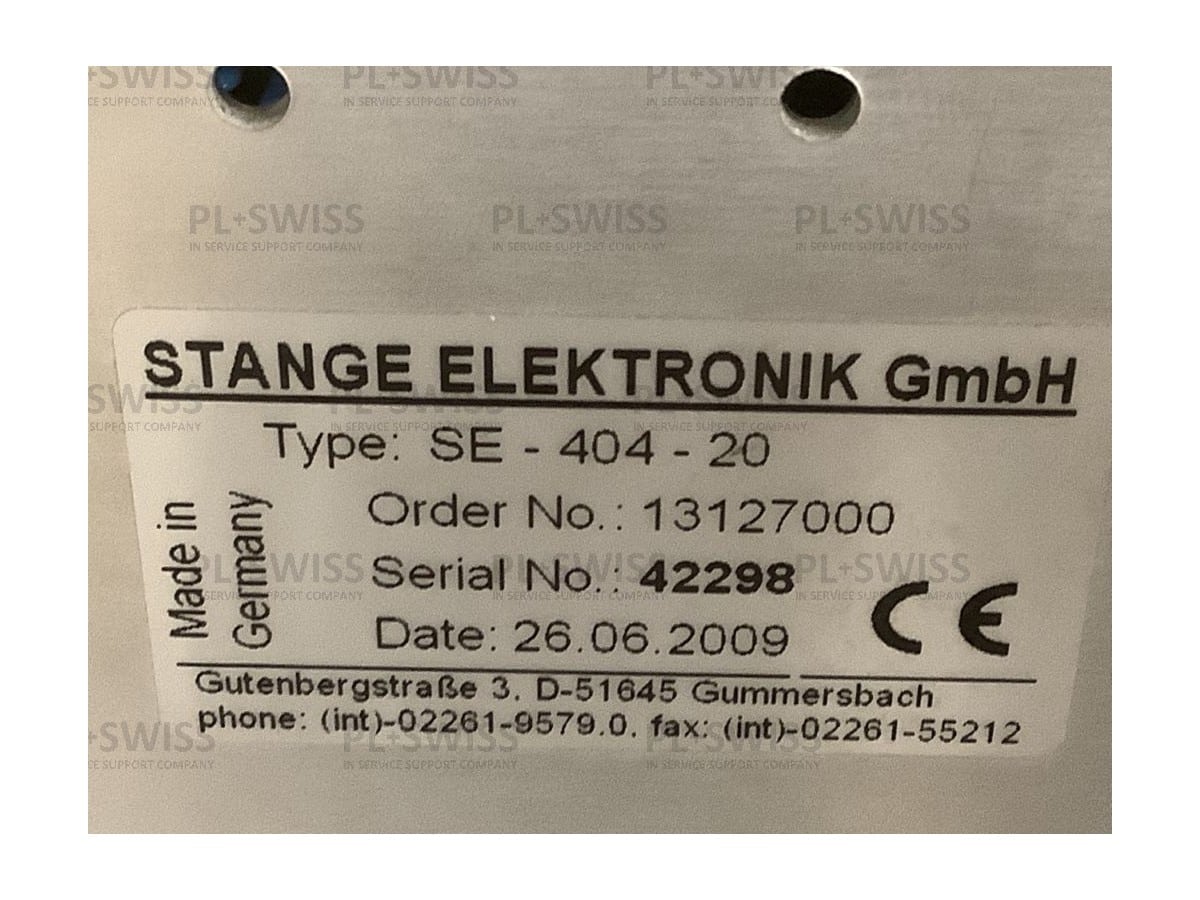 PL+SWISS
IN SERVICE SUPPORT COMPANY
STANGE ELEKTRONIK GmbH
Type: SE - 404 - 20
Made in
Germany
Order No.: 13127000
Serial No.: 42298
Date: 26.06.2009
CE
Gutenbergstraße 3. D-51645 Gummersbach
phone: (int)-02261-9579.0. fax: (int)-02261-55212